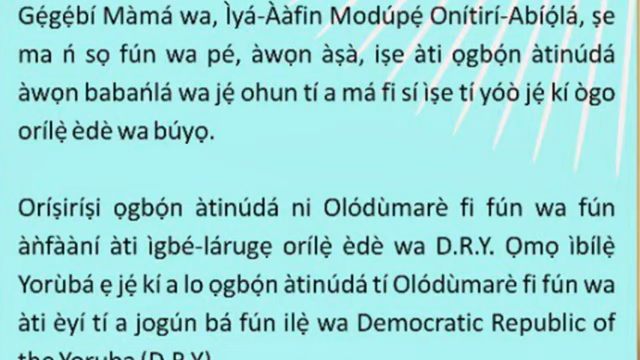 Gẹ́gẹ́bí Màmá wa, Ìyá-Ààfin Modúpẹ́ Onítirí-Abíọ́lá, ṣe
ma ń sọ fún wa pé, àwọn àṣà, iṣe àti ọgbọ́n àtinúdá
àwọn babańlá wa jẹ́ ohun tí a má fi sí ìṣe tí yóò jẹ́ kí ògo
orílẹ̀ èdè wa búyọ.
Oríṣiríṣi ọgbọ́n àtinúdá ni Olódùmarè fi fún wa fún
àǹfààní àti ìgbé-lárugẹ orílẹ̀ èdè wa D.R.Y. Ọmọ ìbílẹ̀
Yorùbá ẹ jẹ́ kí a lo ọgbọ́n àtinúdá tí Olódùmarè fi fún wa
àti èyí tí a jogún bá fún ilẹ̀ wa Democratic Republic of
the Yoruba (D.R.Y)